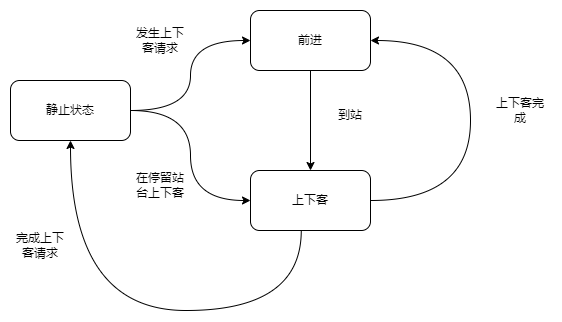 发生上下
客请求
前进
静止状态
上下客完
成
到站
在停留站
台上下客
上下客
完成上下
客请求